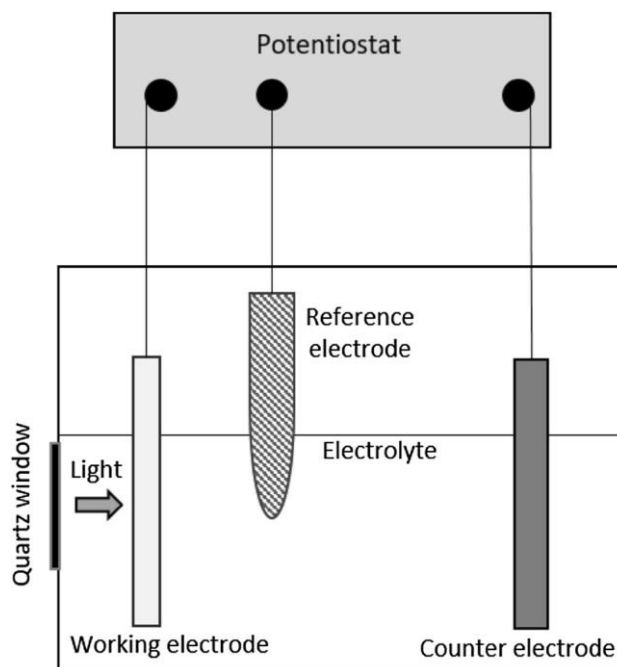 Potentiostat
Reference
electrode
Electrolyte
Light
Quartz window
Working electrode
Counter electrode